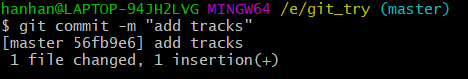 hanhan@LAPTOP-94JH2LVG MINGW64 /e/git_try (master)
$ git commit -m "add tracks"
[master 56fb9e6] add tracks
 1 file changed, 1 insertion(+)